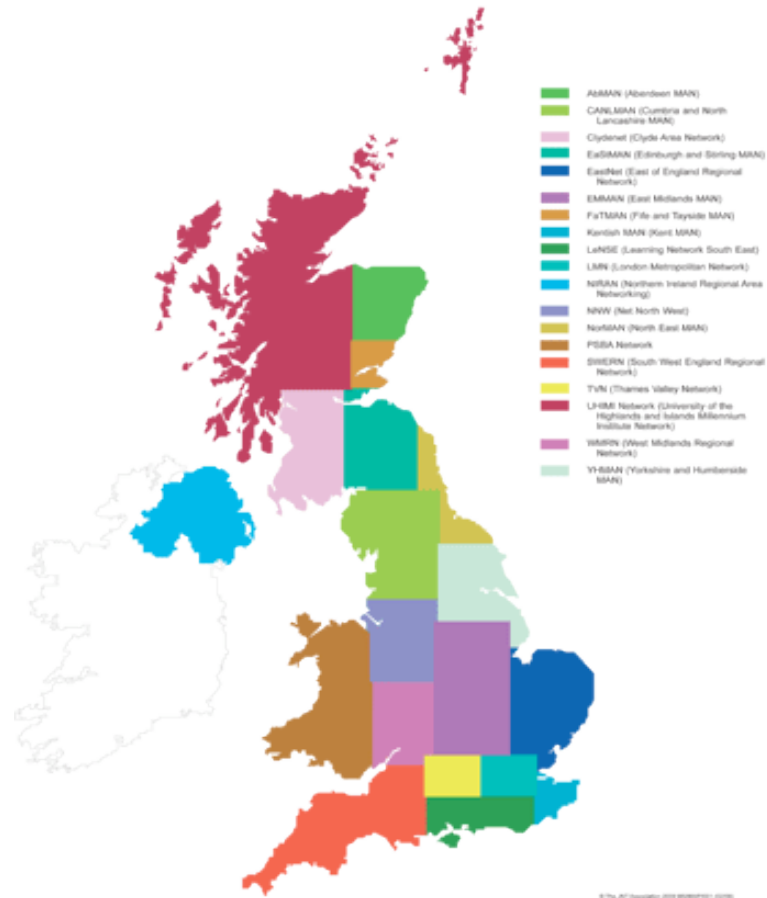 AbMAN (Aberdeen MAN)
CANLMAN (Cumbria and North
Lancashire MAN)
Clydenet (Clyde Area Network)
EaStMAN (Edinburgh and Stirling MAN)
EastNet (East of England Regional
Network)
EMMAN (East Midlands MAN)
FaTMAN (Fife and Tayside MAN)
Kentish MAN (Kent MAN)
LeNSE (Learning Network South East)
LMN (London Metropolitan Network)
NIRAN (Northern Ireland Regional Area
Networking)
NNW (Net North West)
NorMAN (North East MAN)
PSBA Network
SWERN (South West England Regional
Network)
TVN (Thames Valley Network)
UHIMI Network (University of the
Highlands and Islands Millennium
Institute Network)
WMRN (West Midlands Regional
Network)
YHMAN (Yorkshire and Humberside
MAN)
© The JNT Association